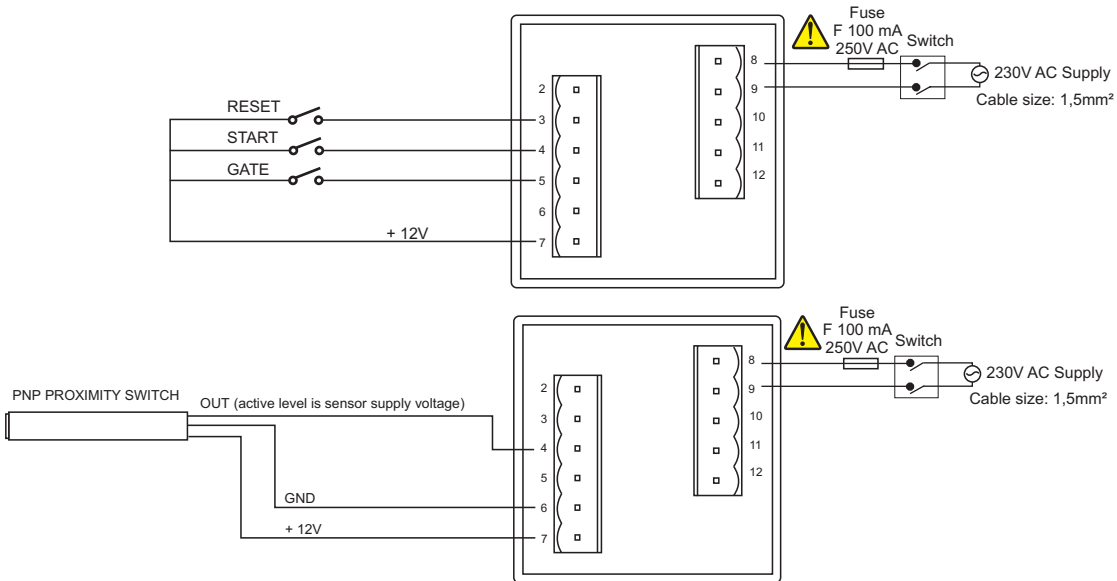 Fuse
F 100 mA
250V AC
Switch
230V AC Supply
Cable size: 1,5mm²
RESET
START
GATE
+ 12V
2
3
4
5
6
7
8
9
10
11
12
Fuse
F 100 mA
250V AC
Switch
230V AC Supply
Cable size: 1,5mm²
PNP PROXIMITY SWITCH
OUT (active level is sensor supply voltage)
GND
+ 12V
2
3
4
5
6
7
8
9
10
11
12